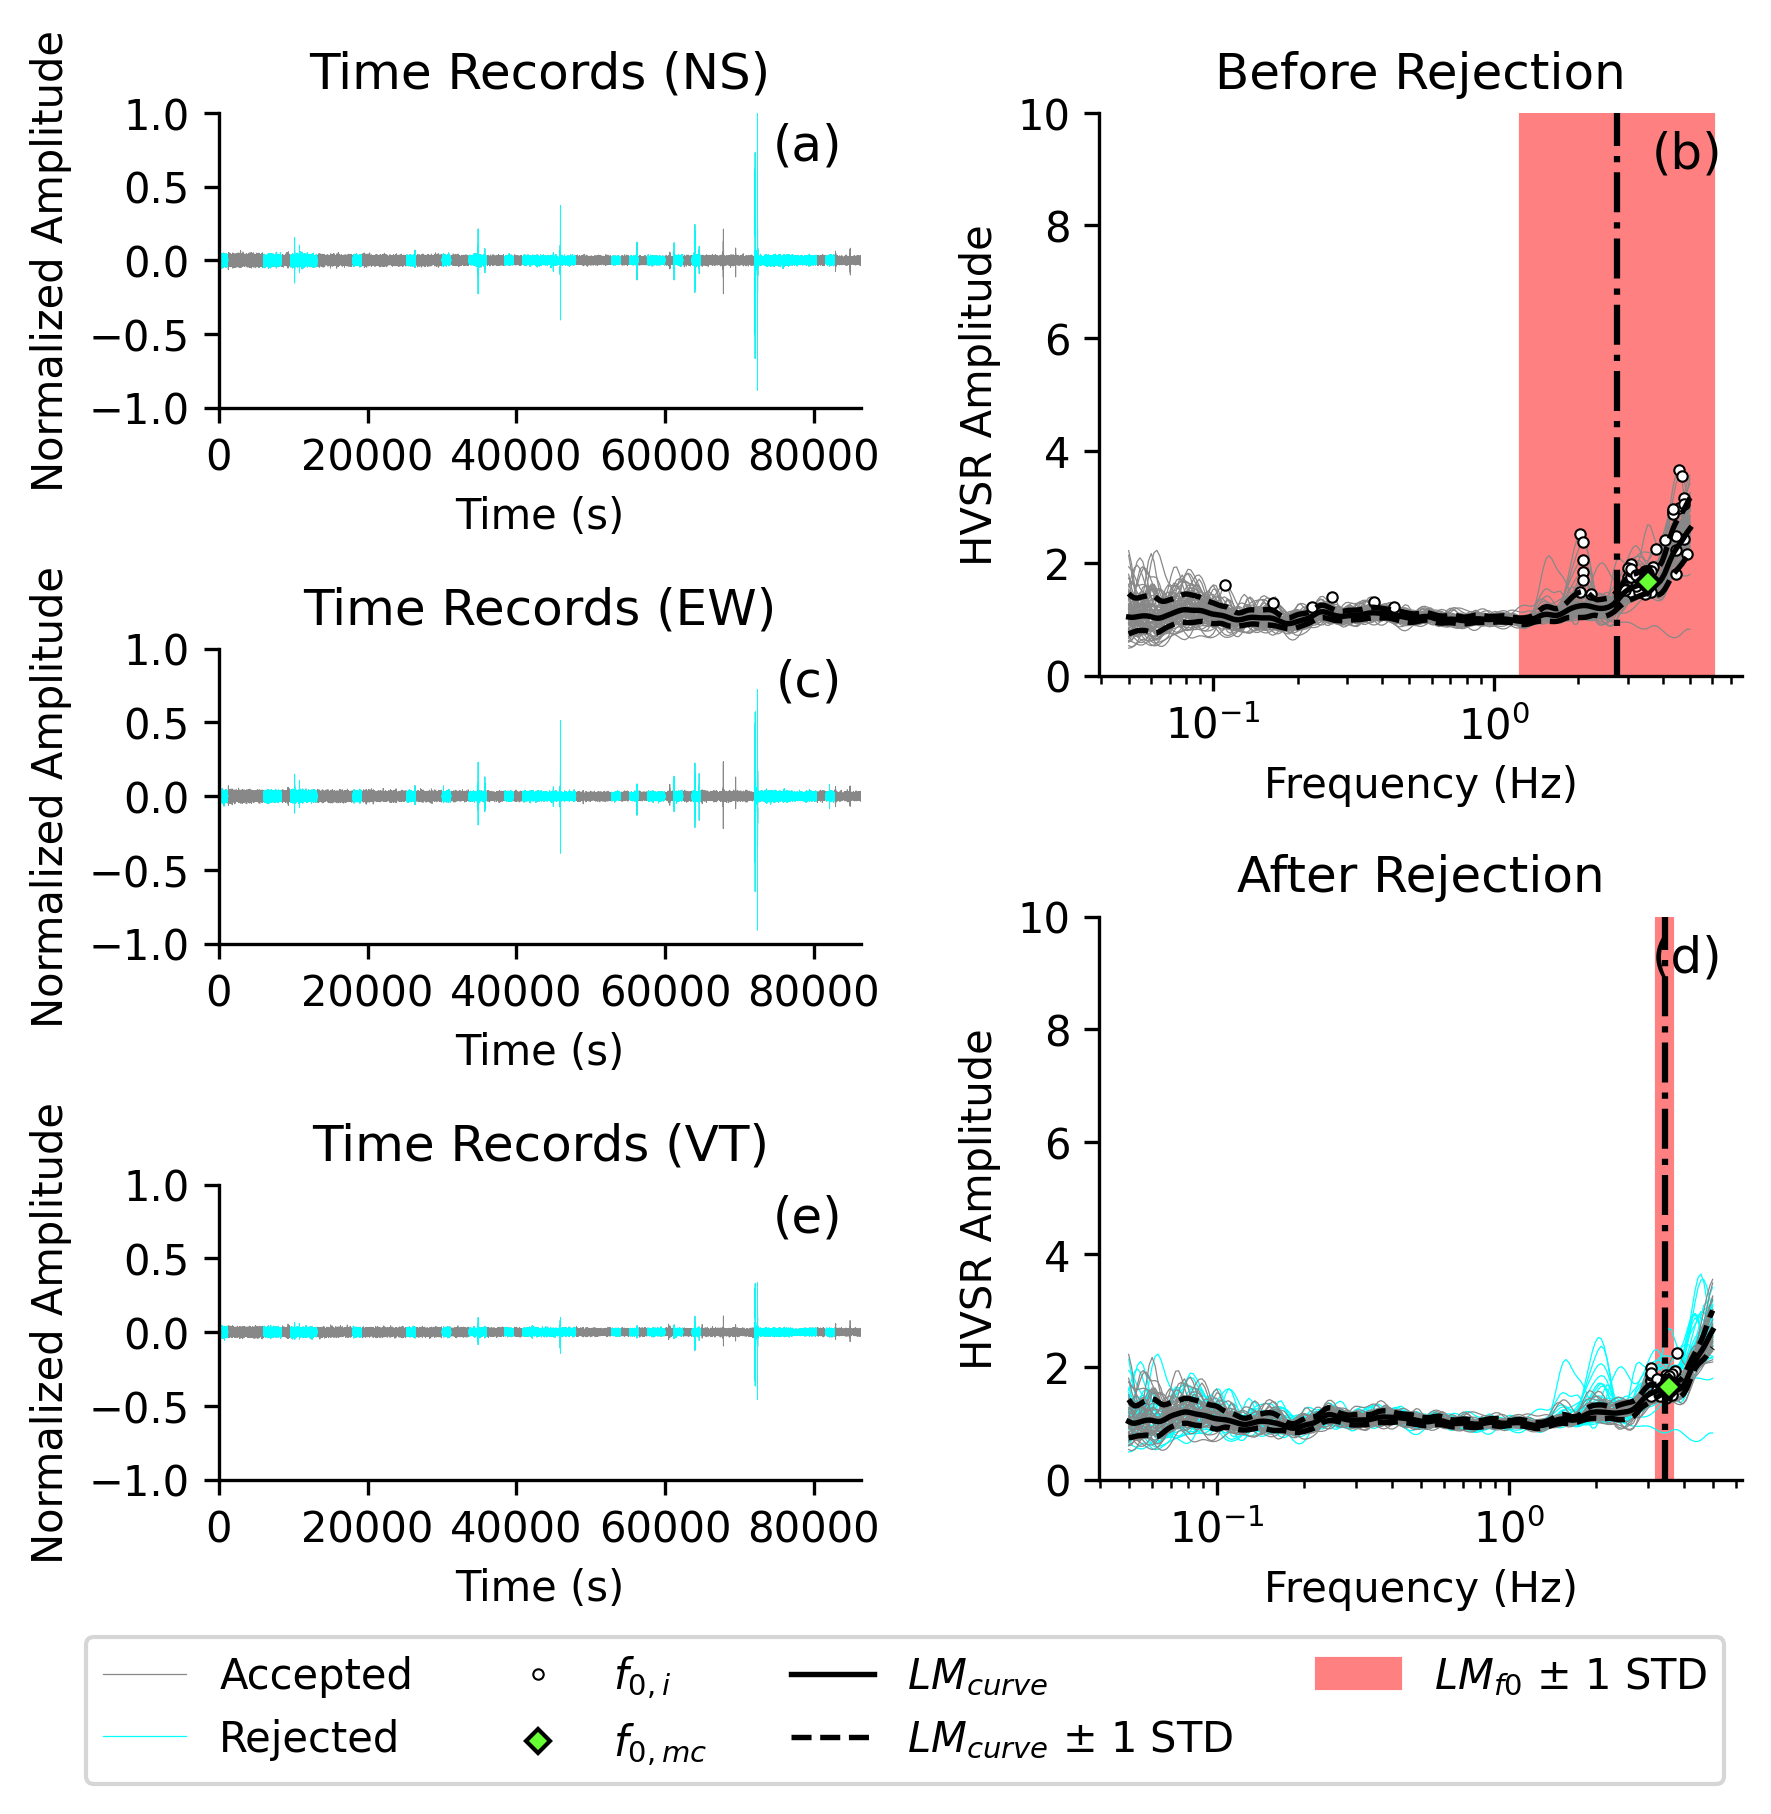 Time Records (NS)
Normalized Amplitude
1.0
0.5
0.0
−0.5
−1.0
(a)
0 20000 40000 60000 80000
Time (s)
Before Rejection
HVSR Amplitude
10
8
6
4
2
0
(b)
10⁻¹ 10⁰
Frequency (Hz)
Time Records (EW)
Normalized Amplitude
1.0
0.5
0.0
−0.5
−1.0
(c)
0 20000 40000 60000 80000
Time (s)
After Rejection
HVSR Amplitude
10
8
6
4
2
0
(d)
10⁻¹ 10⁰
Frequency (Hz)
Time Records (VT)
Normalized Amplitude
1.0
0.5
0.0
−0.5
−1.0
(e)
0 20000 40000 60000 80000
Time (s)
Accepted
Rejected
f0,i
f0,mc
LMcurve
LMcurve ± 1 STD
LMf0 ± 1 STD